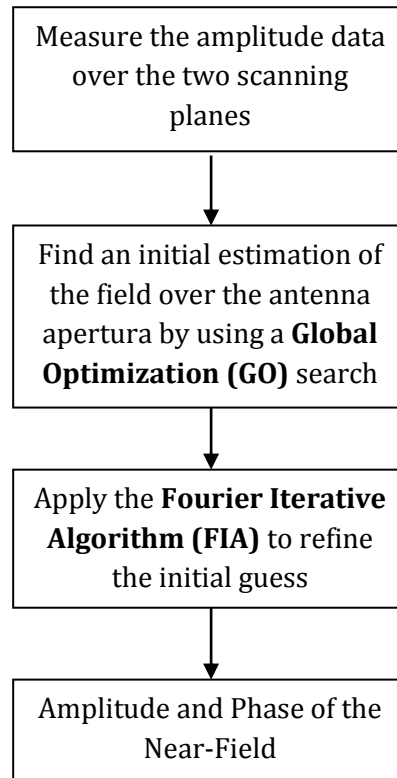 Measure the amplitude data
over the two scanning
planes
Find an initial estimation of
the field over the antenna
apertura by using a Global
Optimization (GO) search
Apply the Fourier Iterative
Algorithm (FIA) to refine
the initial guess
Amplitude and Phase of the
Near-Field